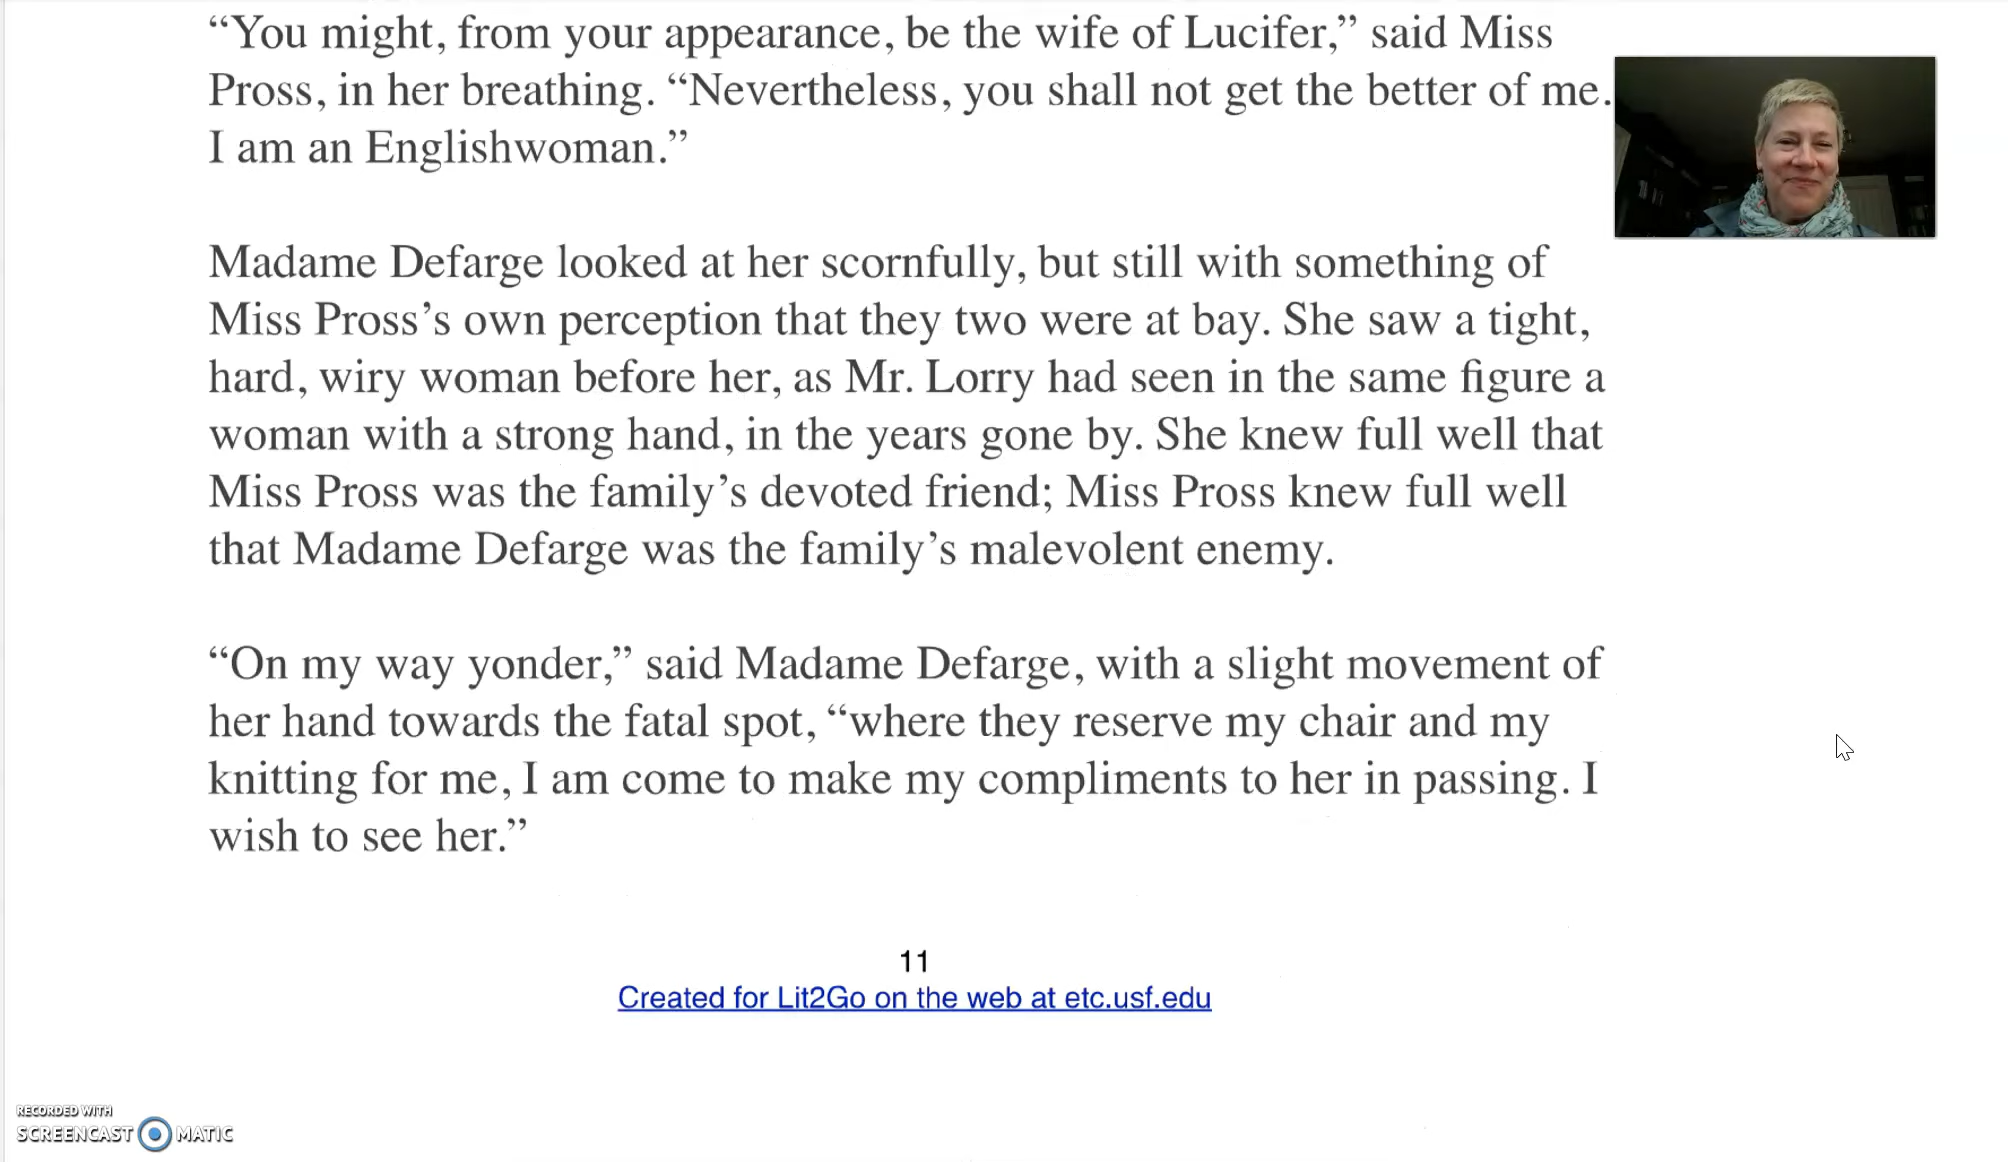 “You might, from your appearance, be the wife of Lucifer,” said Miss
Pross, in her breathing. “Nevertheless, you shall not get the better of me.
I am an Englishwoman.”
Madame Defarge looked at her scornfully, but still with something of
Miss Pross’s own perception that they two were at bay. She saw a tight,
hard, wiry woman before her, as Mr. Lorry had seen in the same figure a
woman with a strong hand, in the years gone by. She knew full well that
Miss Pross was the family’s devoted friend; Miss Pross knew full well
that Madame Defarge was the family’s malevolent enemy.
“On my way yonder,” said Madame Defarge, with a slight movement of
her hand towards the fatal spot, “where they reserve my chair and my
knitting for me, I am come to make my compliments to her in passing. I
wish to see her.”
11
Created for Lit2Go on the web at etc.usf.edu
RECORDED WITH
SCREENCAST MATIC